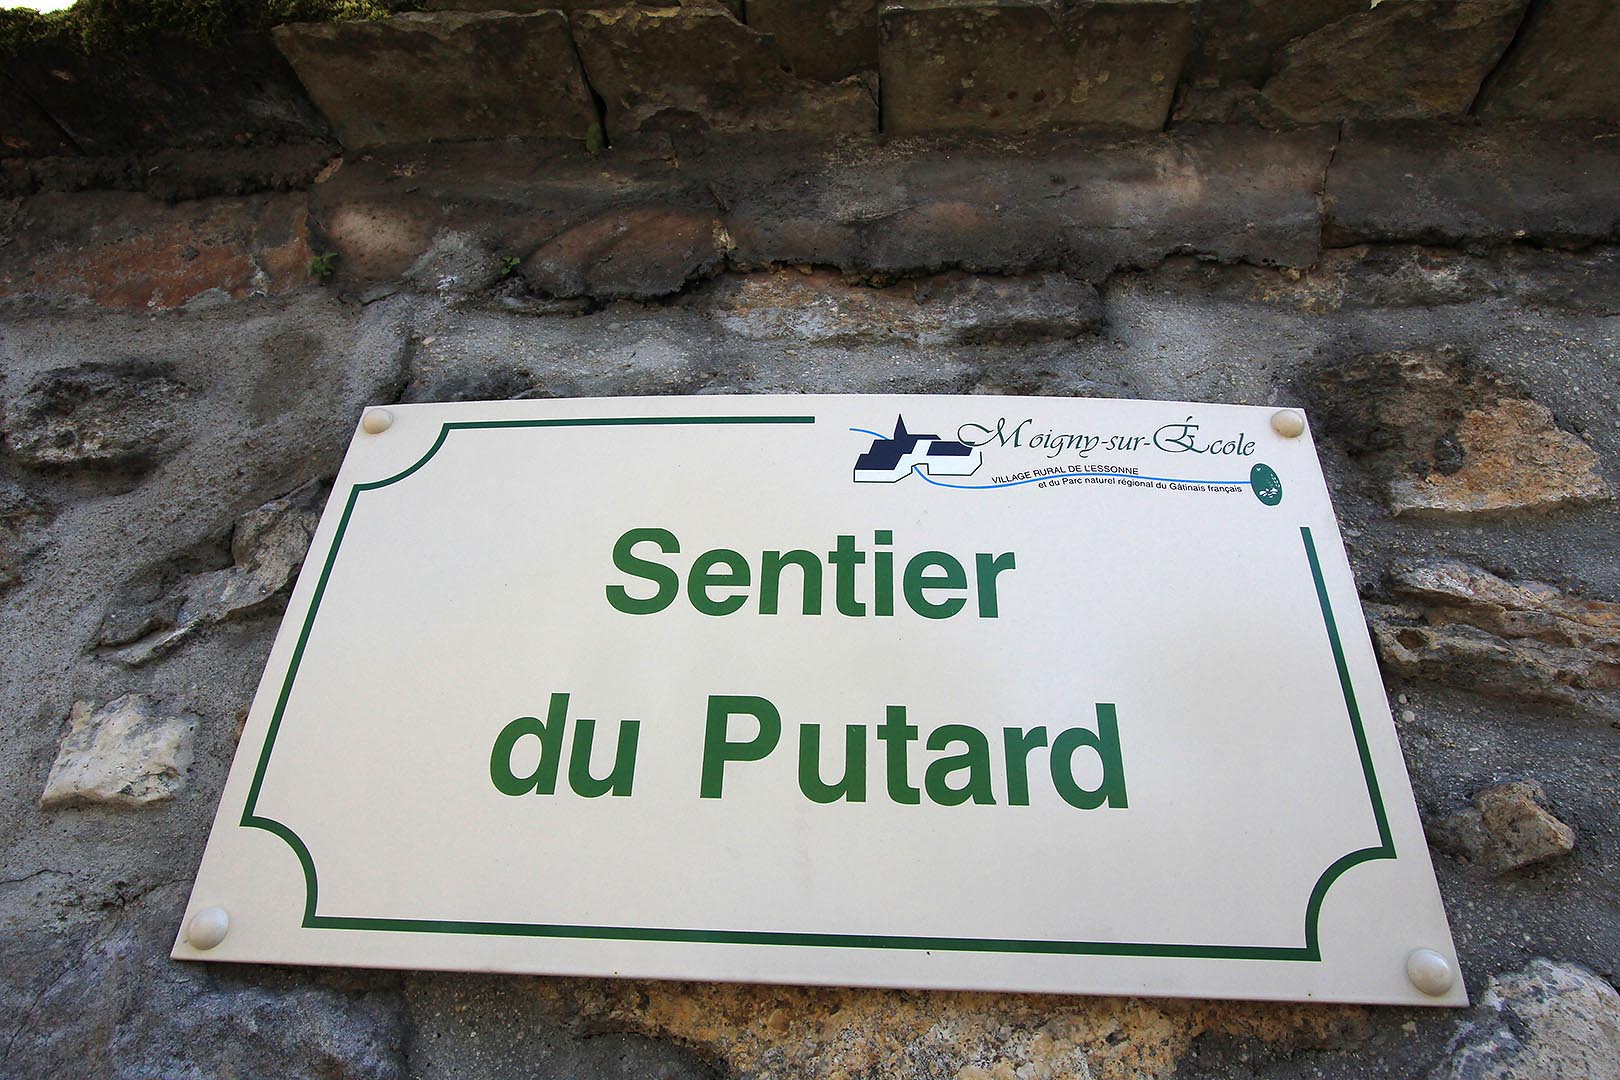 Moigny-sur-École
VILLAGE RURAL DE L'ESSONNE
et du Parc naturel régional du Gâtinais français
Sentier
du Putard